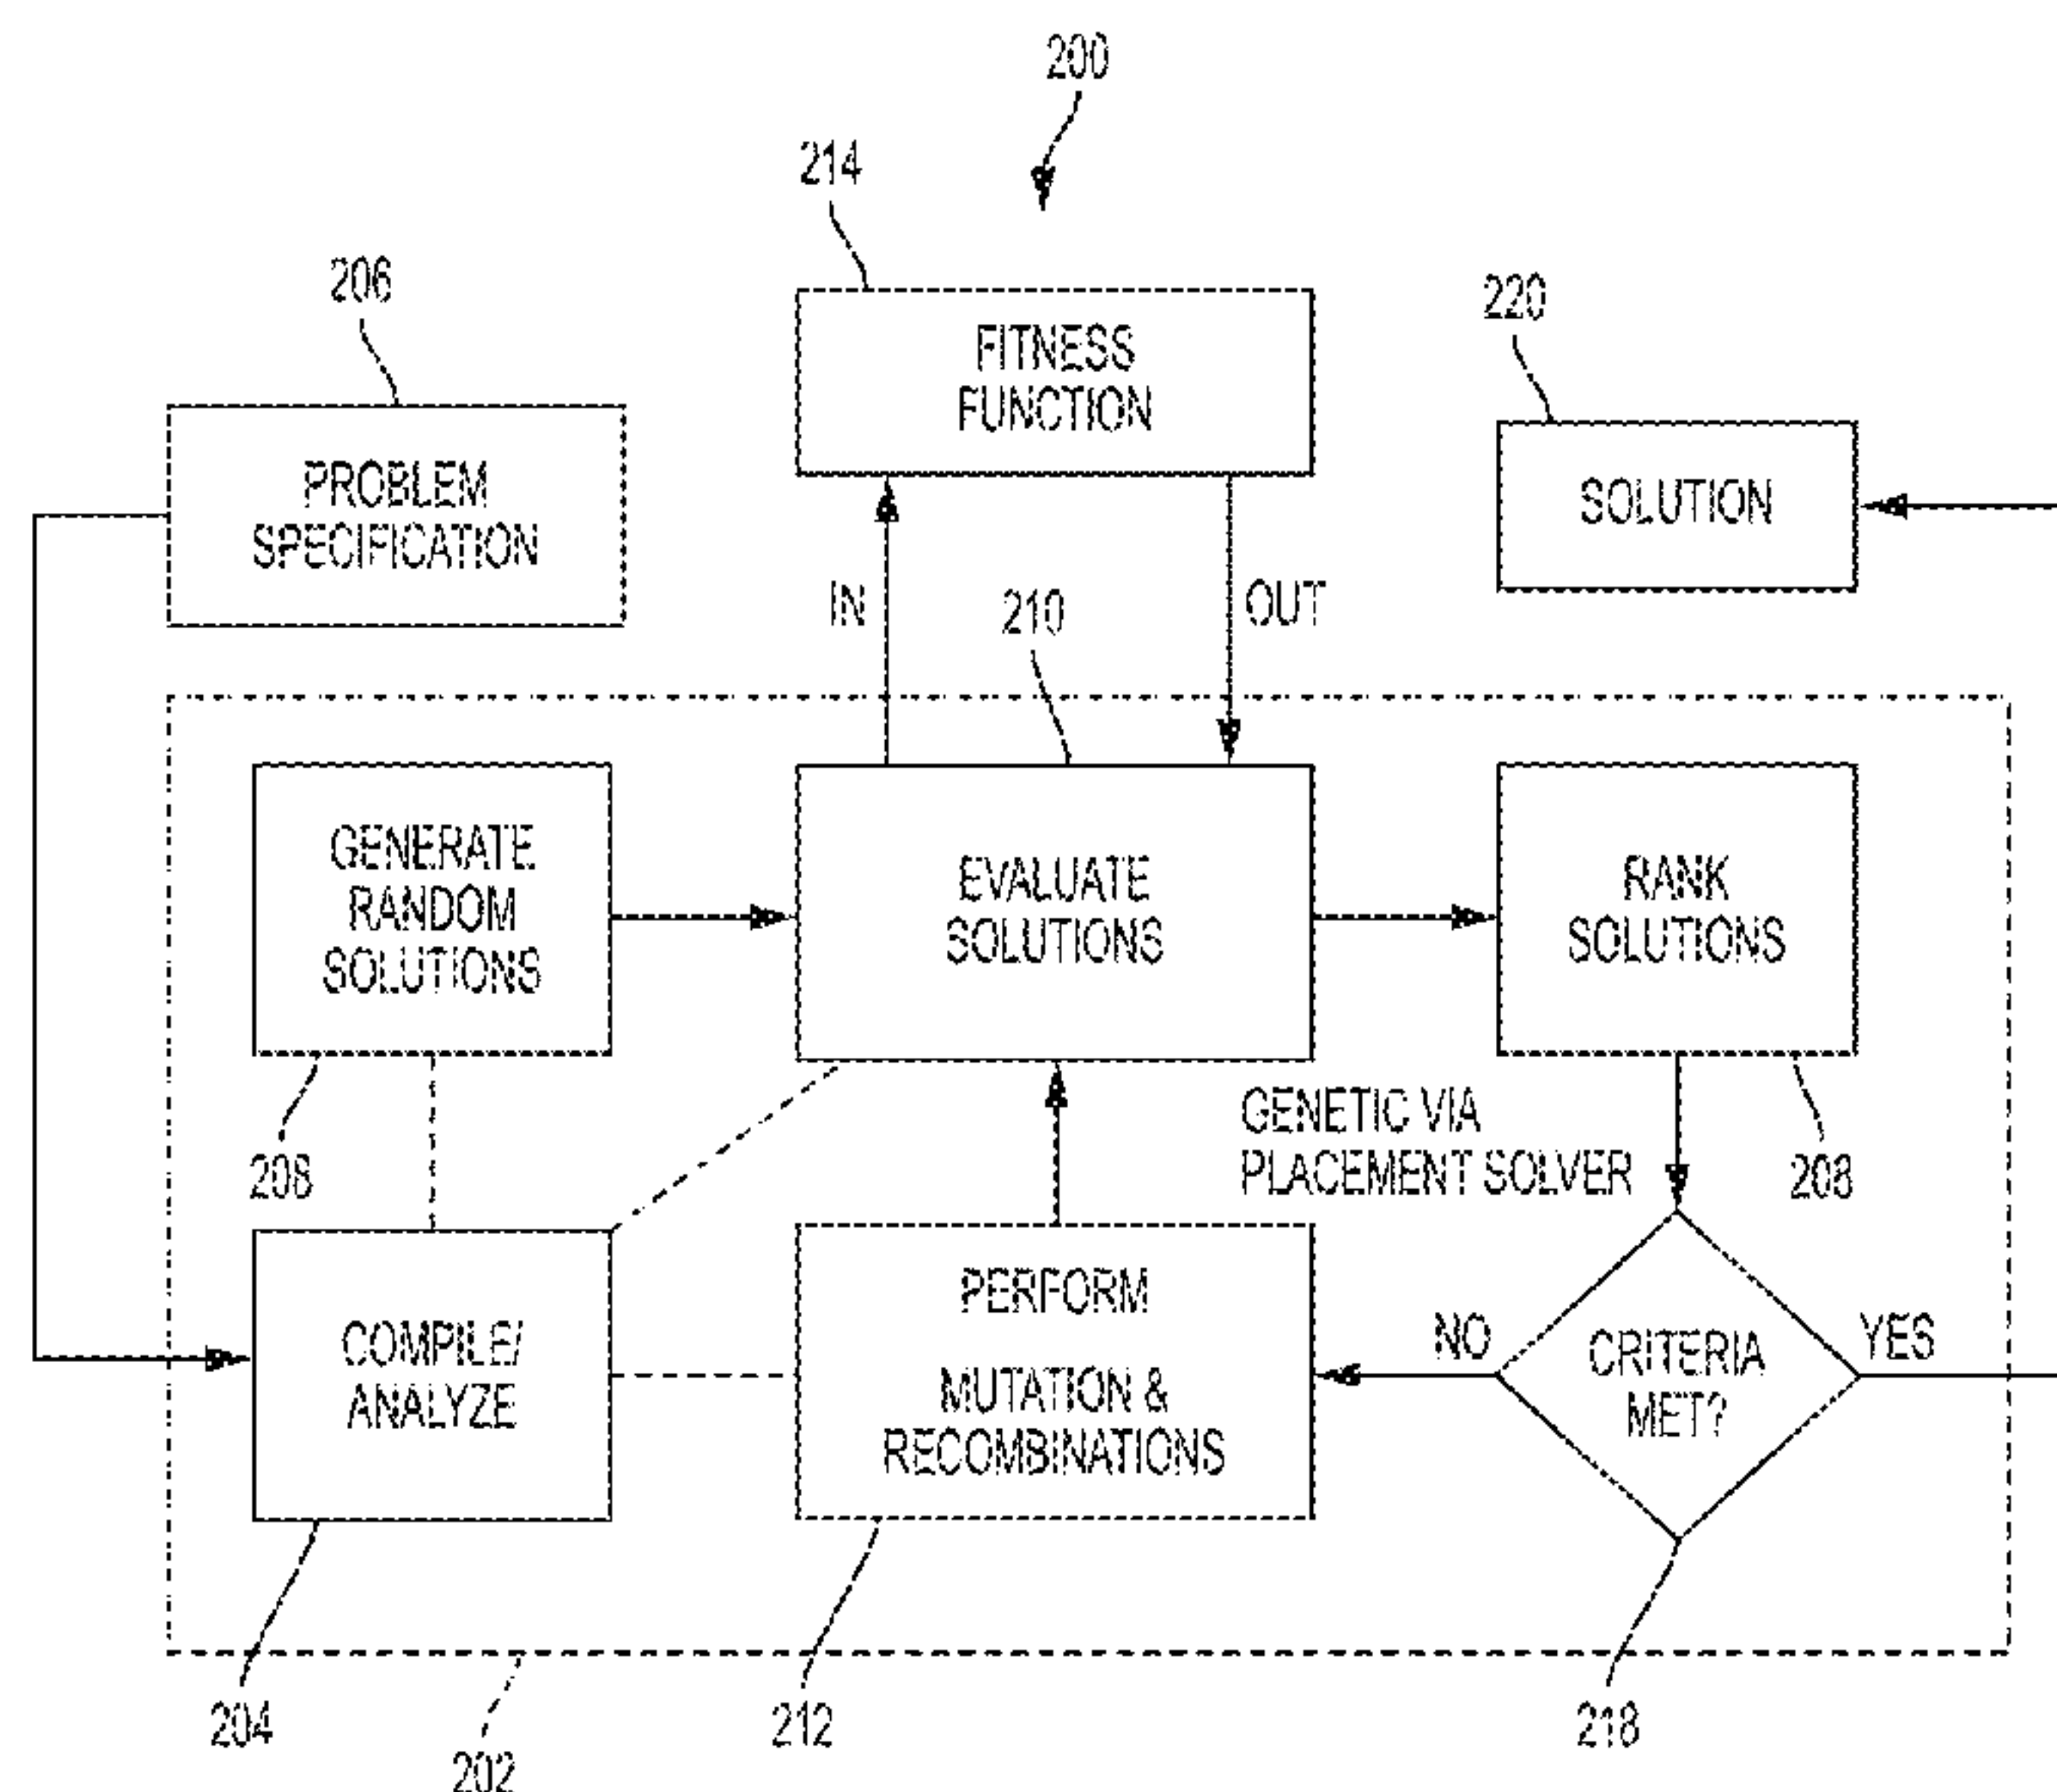 200
214
206
220
FITNESS
FUNCTION
PROBLEM
SPECIFICATION
SOLUTION
IN
210
OUT
GENERATE
RANDOM
SOLUTIONS
EVALUATE
SOLUTIONS
RANK
SOLUTIONS
208
GENETIC VIA
PLACEMENT SOLVER
208
COMPILE/
ANALYZE
PERFORM
MUTATION &
RECOMBINATIONS
NO
CRITERIA
MET?
YES
204
202
212
218